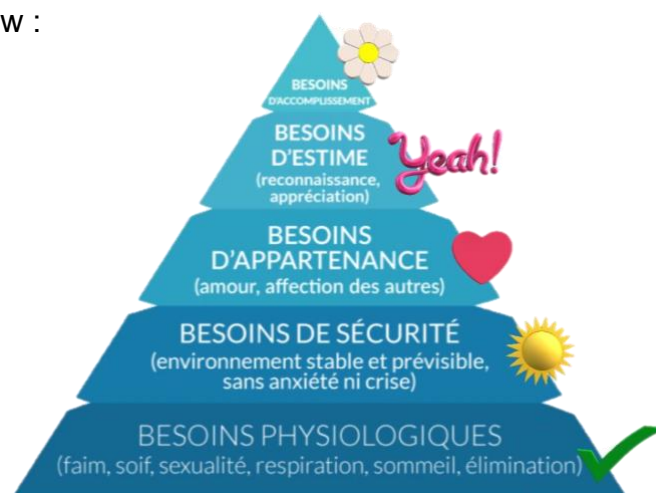 w :
BESOINS
D'ACCOMPLISSEMENT
BESOINS
D'ESTIME
(reconnaissance,
appréciation)
Yeah!
BESOINS
D'APPARTENANCE
(amour, affection des autres)
BESOINS DE SÉCURITÉ
(environnement stable et prévisible,
sans anxiété ni crise)
BESOINS PHYSIOLOGIQUES
(faim, soif, sexualité, respiration, sommeil, élimination)